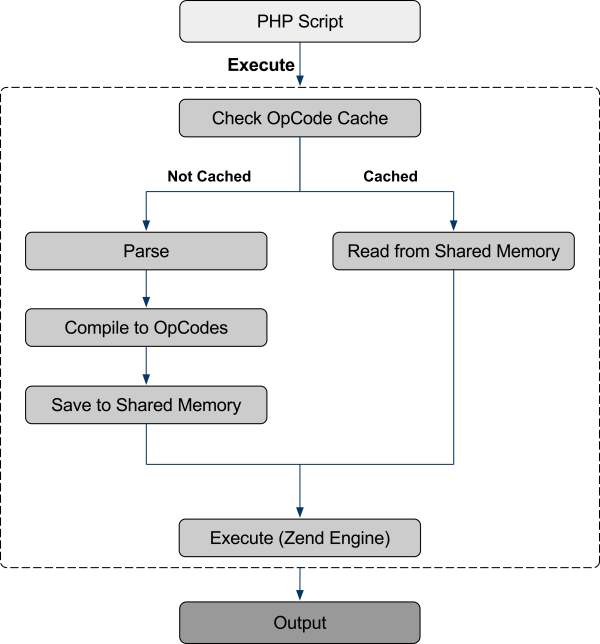 PHP Script
Execute
Check OpCode Cache
Not Cached
Cached
Parse
Read from Shared Memory
Compile to OpCodes
Save to Shared Memory
Execute (Zend Engine)
Output